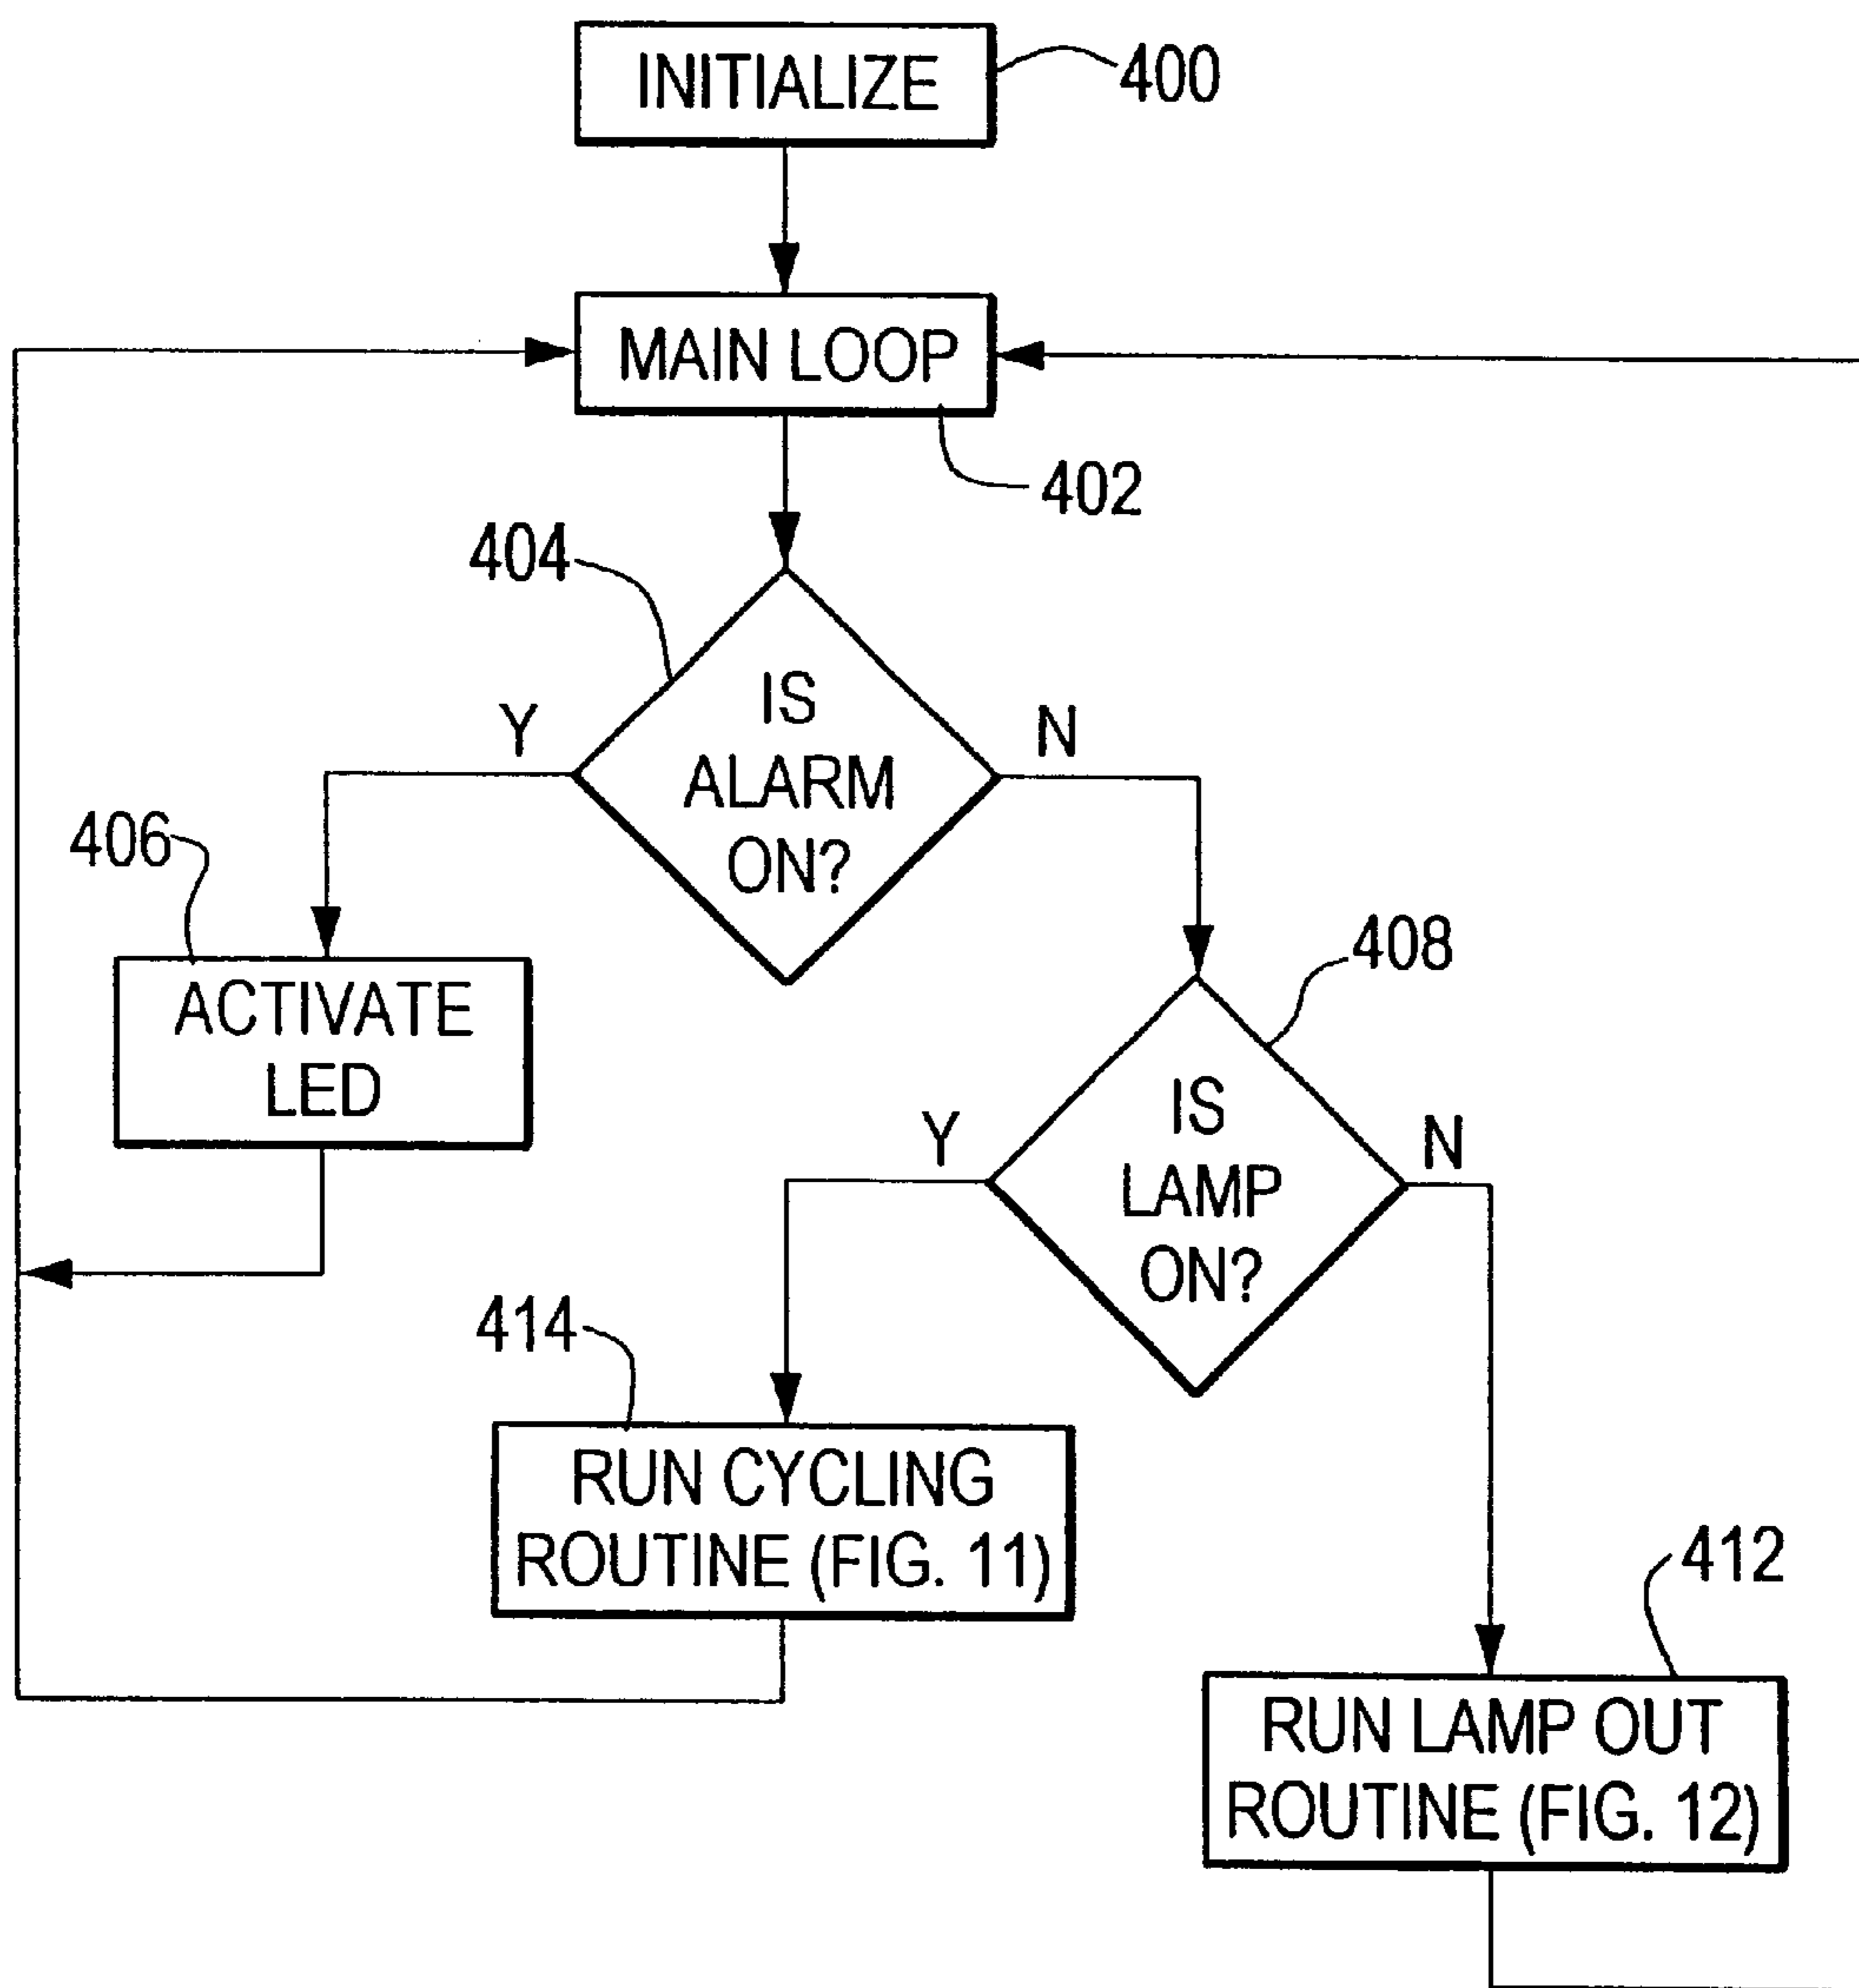 INITIALIZE
400
MAIN LOOP
402
404
IS
ALARM
ON?
Y
N
406
ACTIVATE
LED
408
IS
LAMP
ON?
Y
N
414
RUN CYCLING
ROUTINE (FIG. 11)
412
RUN LAMP OUT
ROUTINE (FIG. 12)